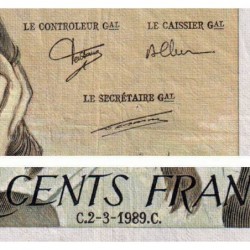 LE CONTROLEUR GAL LE CAISSIER GAL
LE SECRÉTAIRE GAL
CENTS FRAN
C.2-3-1989.C.